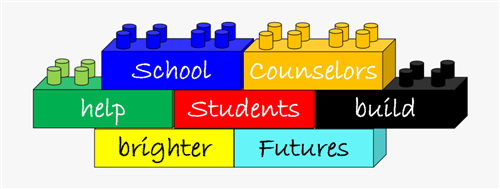 School Counselors
help Students build
brighter Futures